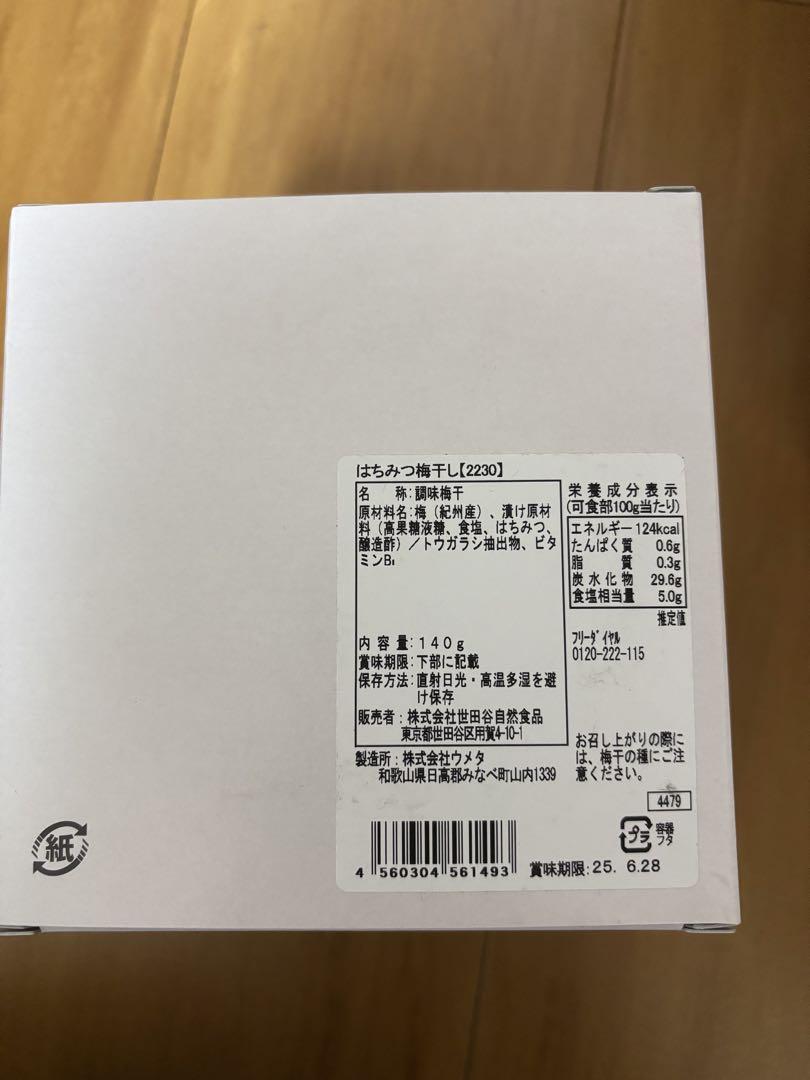 はちみつ梅干し【2230】
名　称：調味梅干
原材料名：梅（紀州産）、漬け原材
料（高果糖液糖、食塩、はちみつ、
醸造酢）／トウガラシ抽出物、ビタ
ミンB₁
内容量：140g
賞味期限：下部に記載
保存方法：直射日光・高温多湿を避
け保存
販売者：株式会社世田谷自然食品
東京都世田谷区用賀4-10-1
製造所：株式会社ウメタ
和歌山県日高郡みなべ町山内1339
栄養成分表示
(可食部100g当たり)
エネルギー 124kcal
たんぱく質 0.6g
脂質 0.3g
炭水化物 29.6g
食塩相当量 5.0g
推定値
フリーダイヤル
0120-222-115
お召し上がりの際に
は、梅干の種にご注
意ください。
4479
プラ
容器
フタ
4 560304 561493
賞味期限：25. 6.28
紙